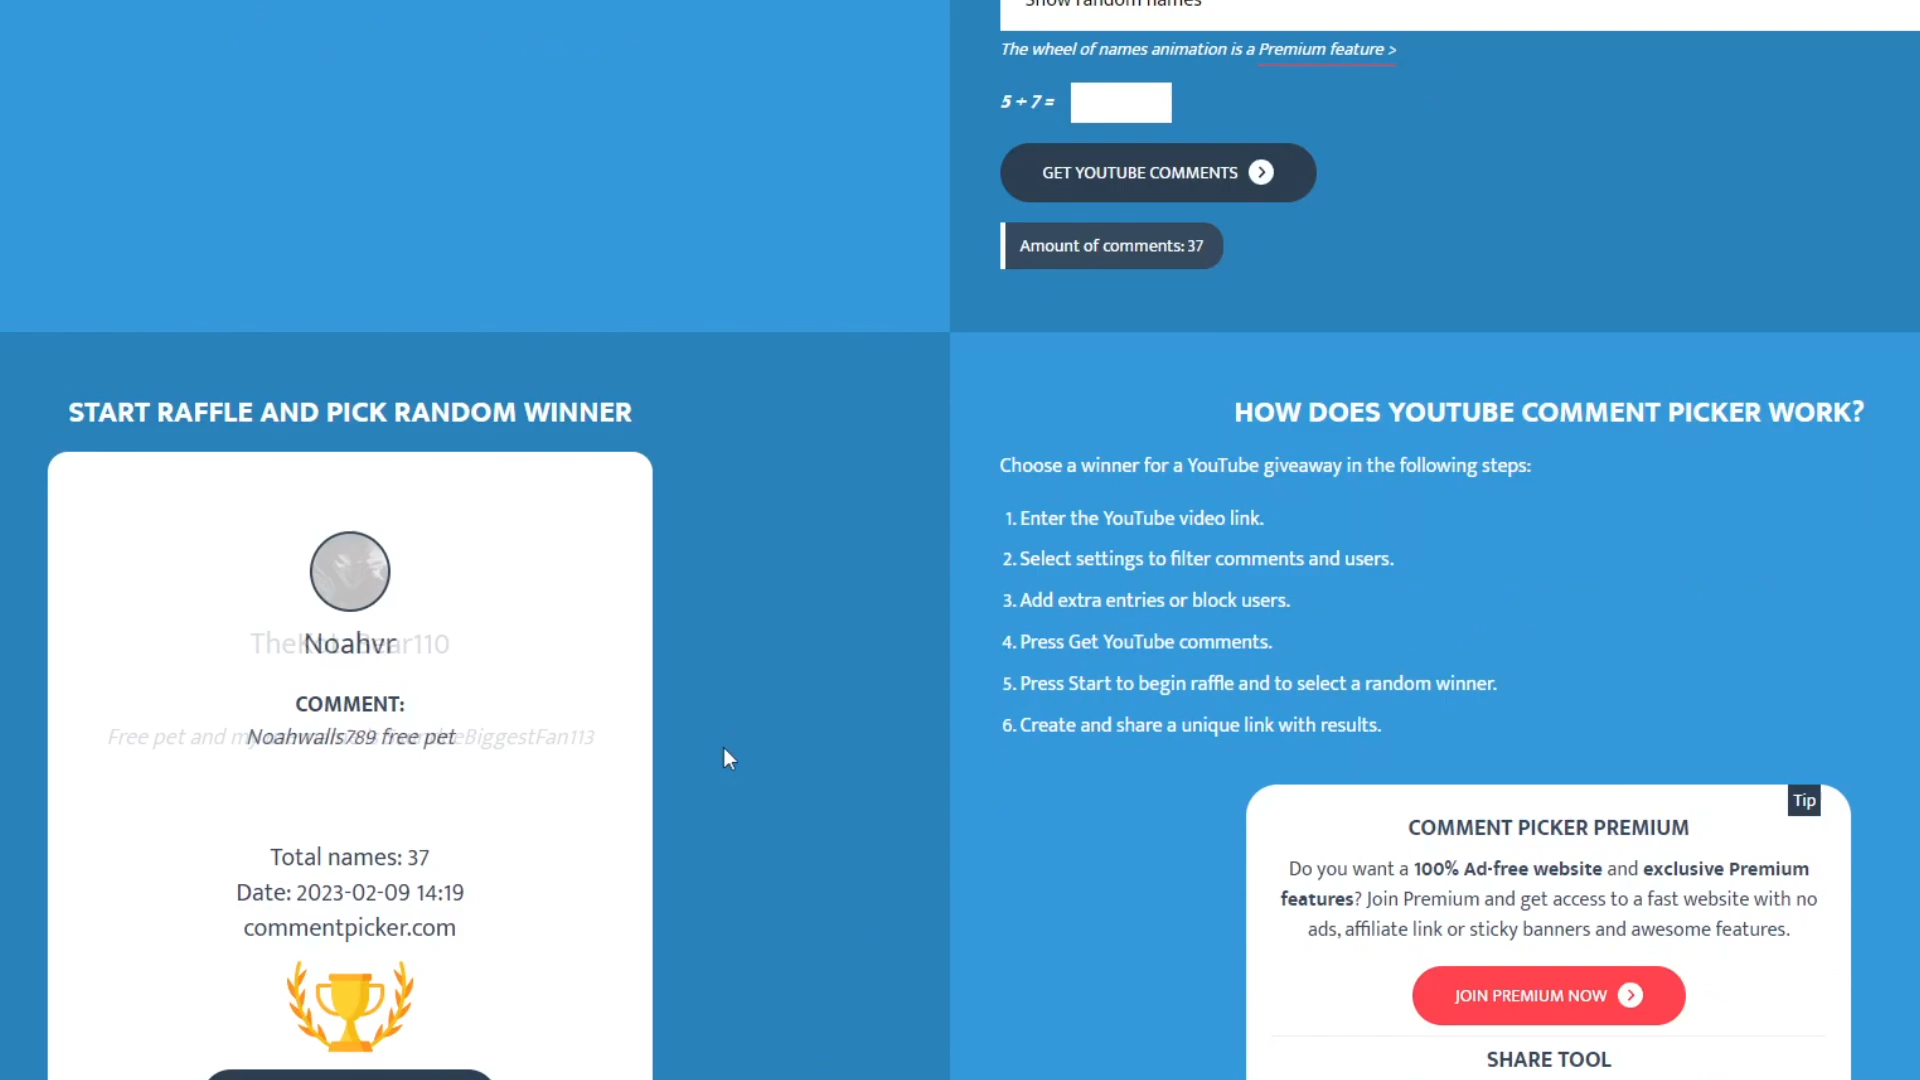 Show random names
The wheel of names animation is a Premium feature >
5 + 7 =
GET YOUTUBE COMMENTS
Amount of comments: 37
START RAFFLE AND PICK RANDOM WINNER
Noahvr
COMMENT:
Noahwalls789 free pet
Total names: 37
Date: 2023-02-09 14:19
commentpicker.com
HOW DOES YOUTUBE COMMENT PICKER WORK?
Choose a winner for a YouTube giveaway in the following steps:
1. Enter the YouTube video link.
2. Select settings to filter comments and users.
3. Add extra entries or block users.
4. Press Get YouTube comments.
5. Press Start to begin raffle and to select a random winner.
6. Create and share a unique link with results.
Tip
COMMENT PICKER PREMIUM
Do you want a 100% Ad-free website and exclusive Premium
features? Join Premium and get access to a fast website with no
ads, affiliate link or sticky banners and awesome features.
JOIN PREMIUM NOW
SHARE TOOL